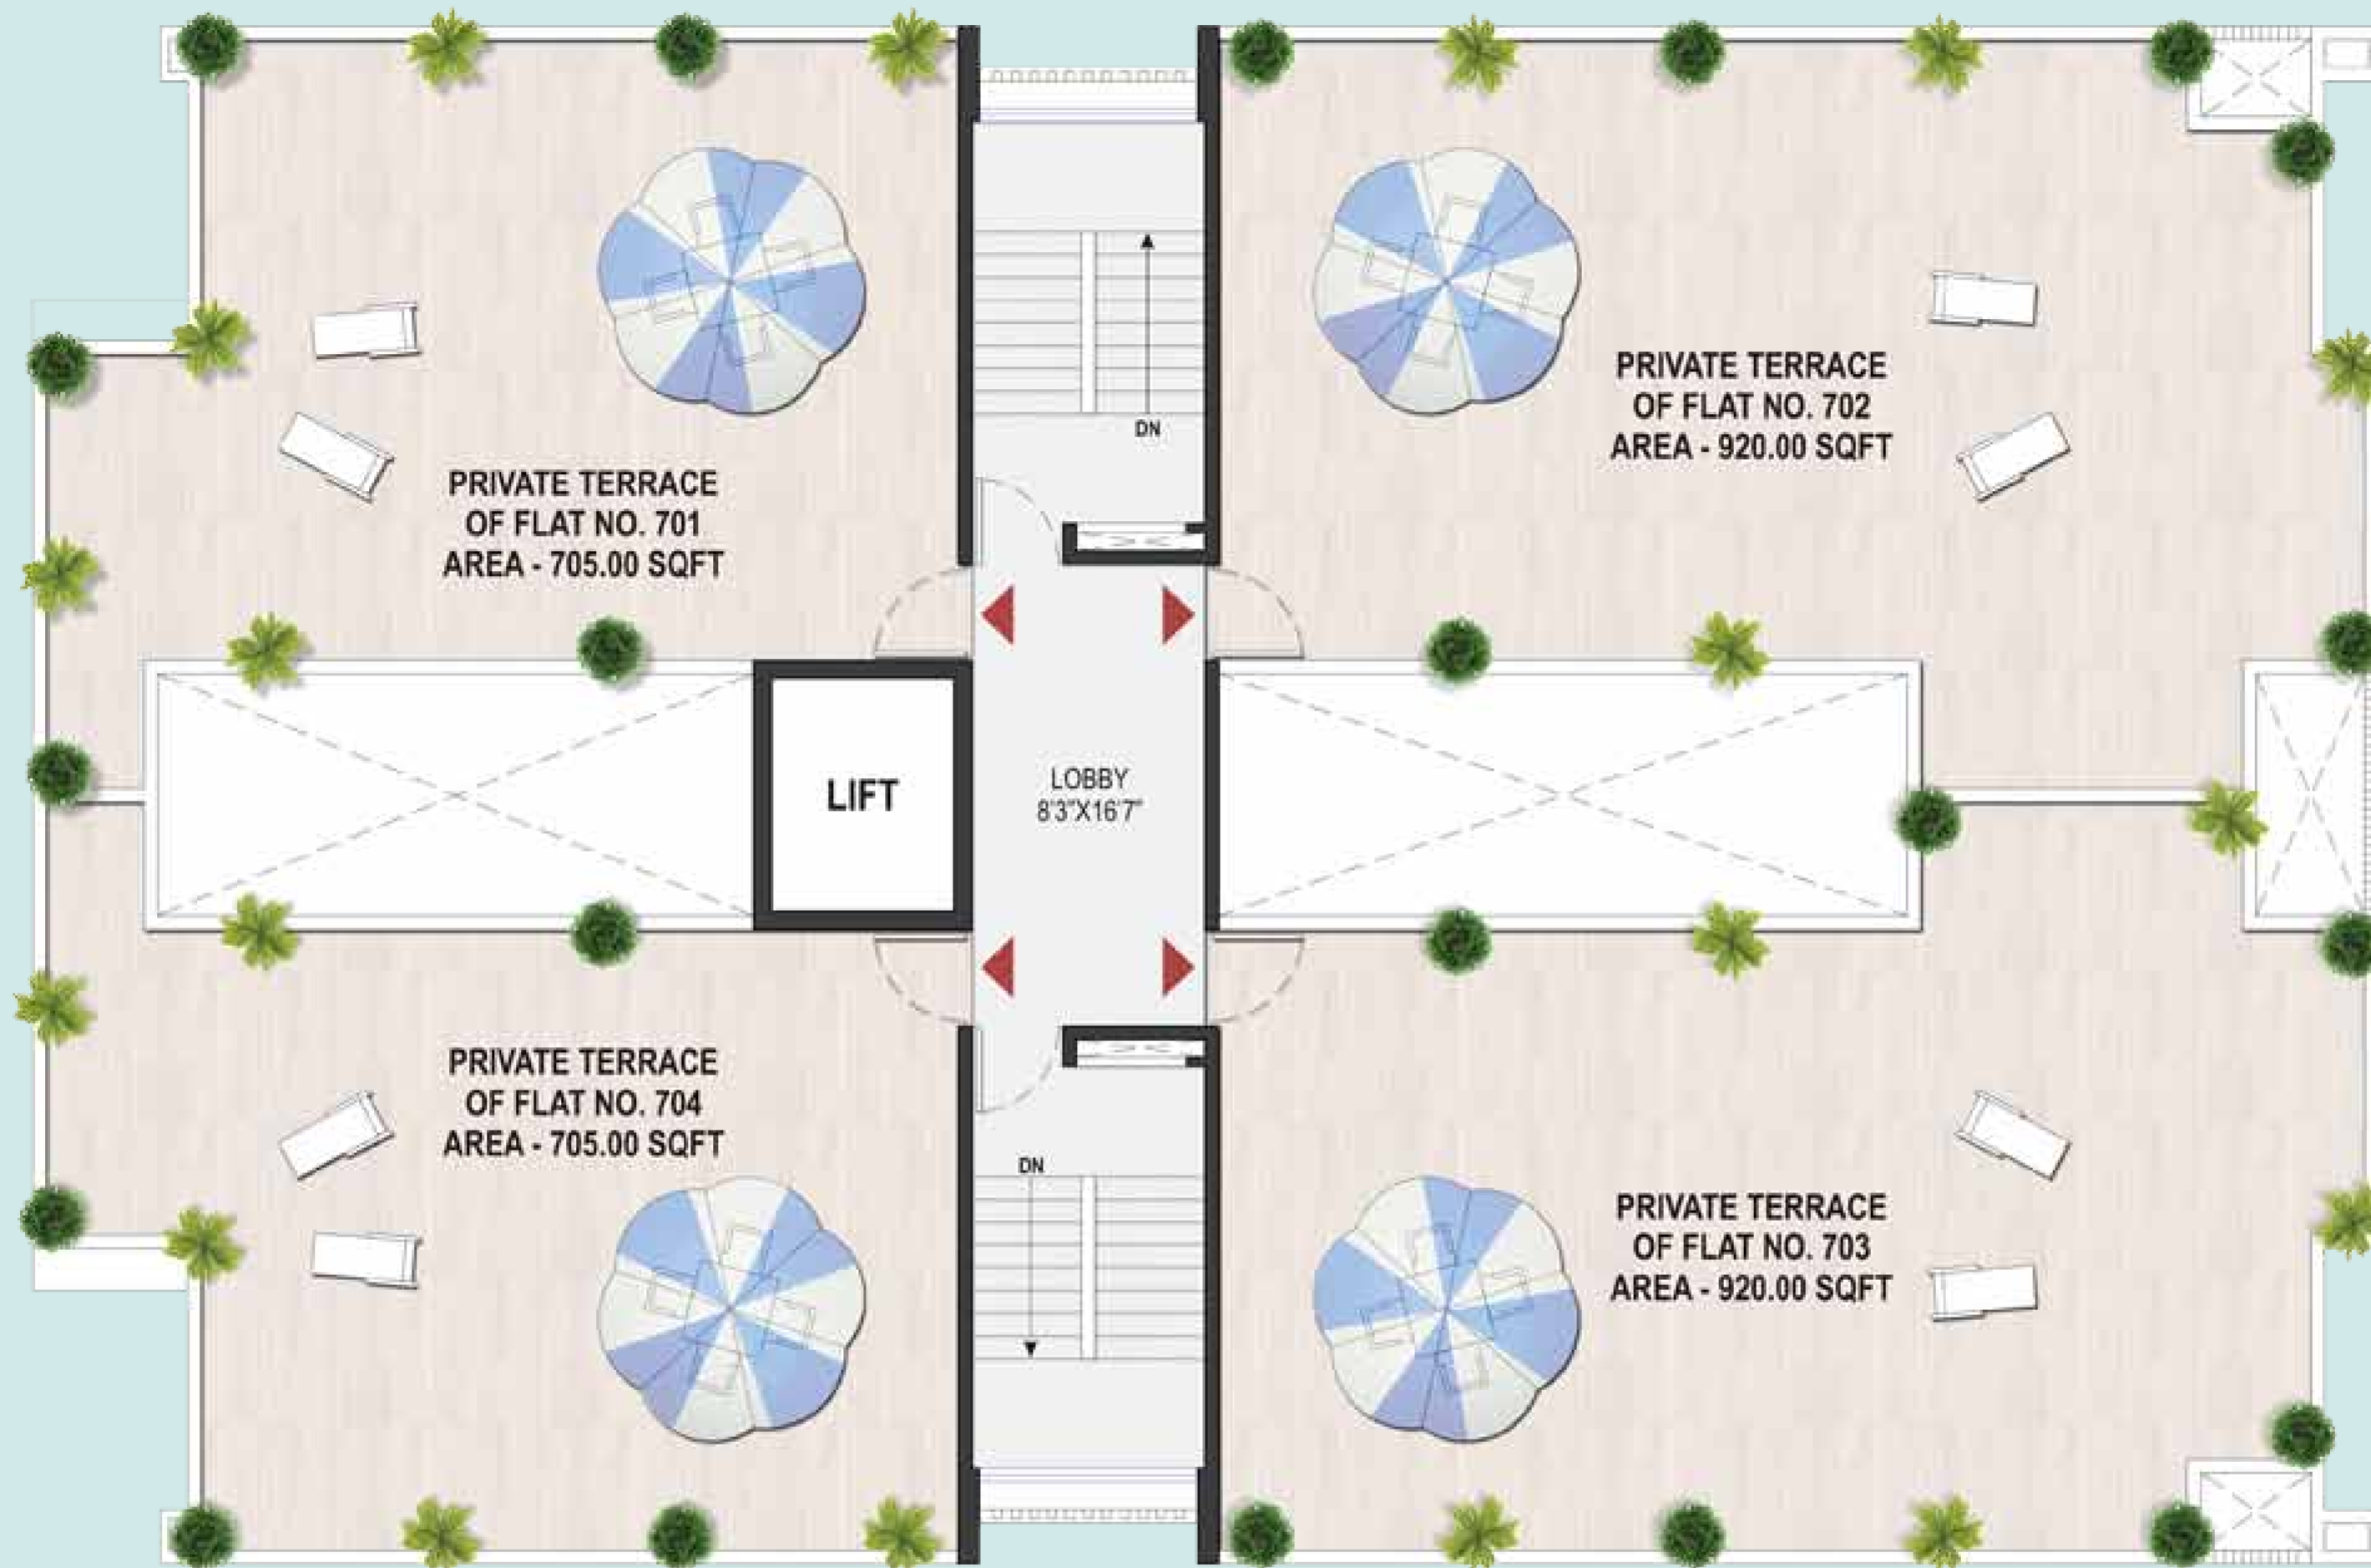 PRIVATE TERRACE
OF FLAT NO. 701
AREA - 705.00 SQFT
DN
PRIVATE TERRACE
OF FLAT NO. 702
AREA - 920.00 SQFT
LIFT
LOBBY
8'3"X16'7"
PRIVATE TERRACE
OF FLAT NO. 704
AREA - 705.00 SQFT
DN
PRIVATE TERRACE
OF FLAT NO. 703
AREA - 920.00 SQFT